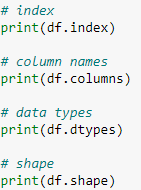 # index
print(df.index)
# column names
print(df.columns)
# data types
print(df.dtypes)
# shape
print(df.shape)